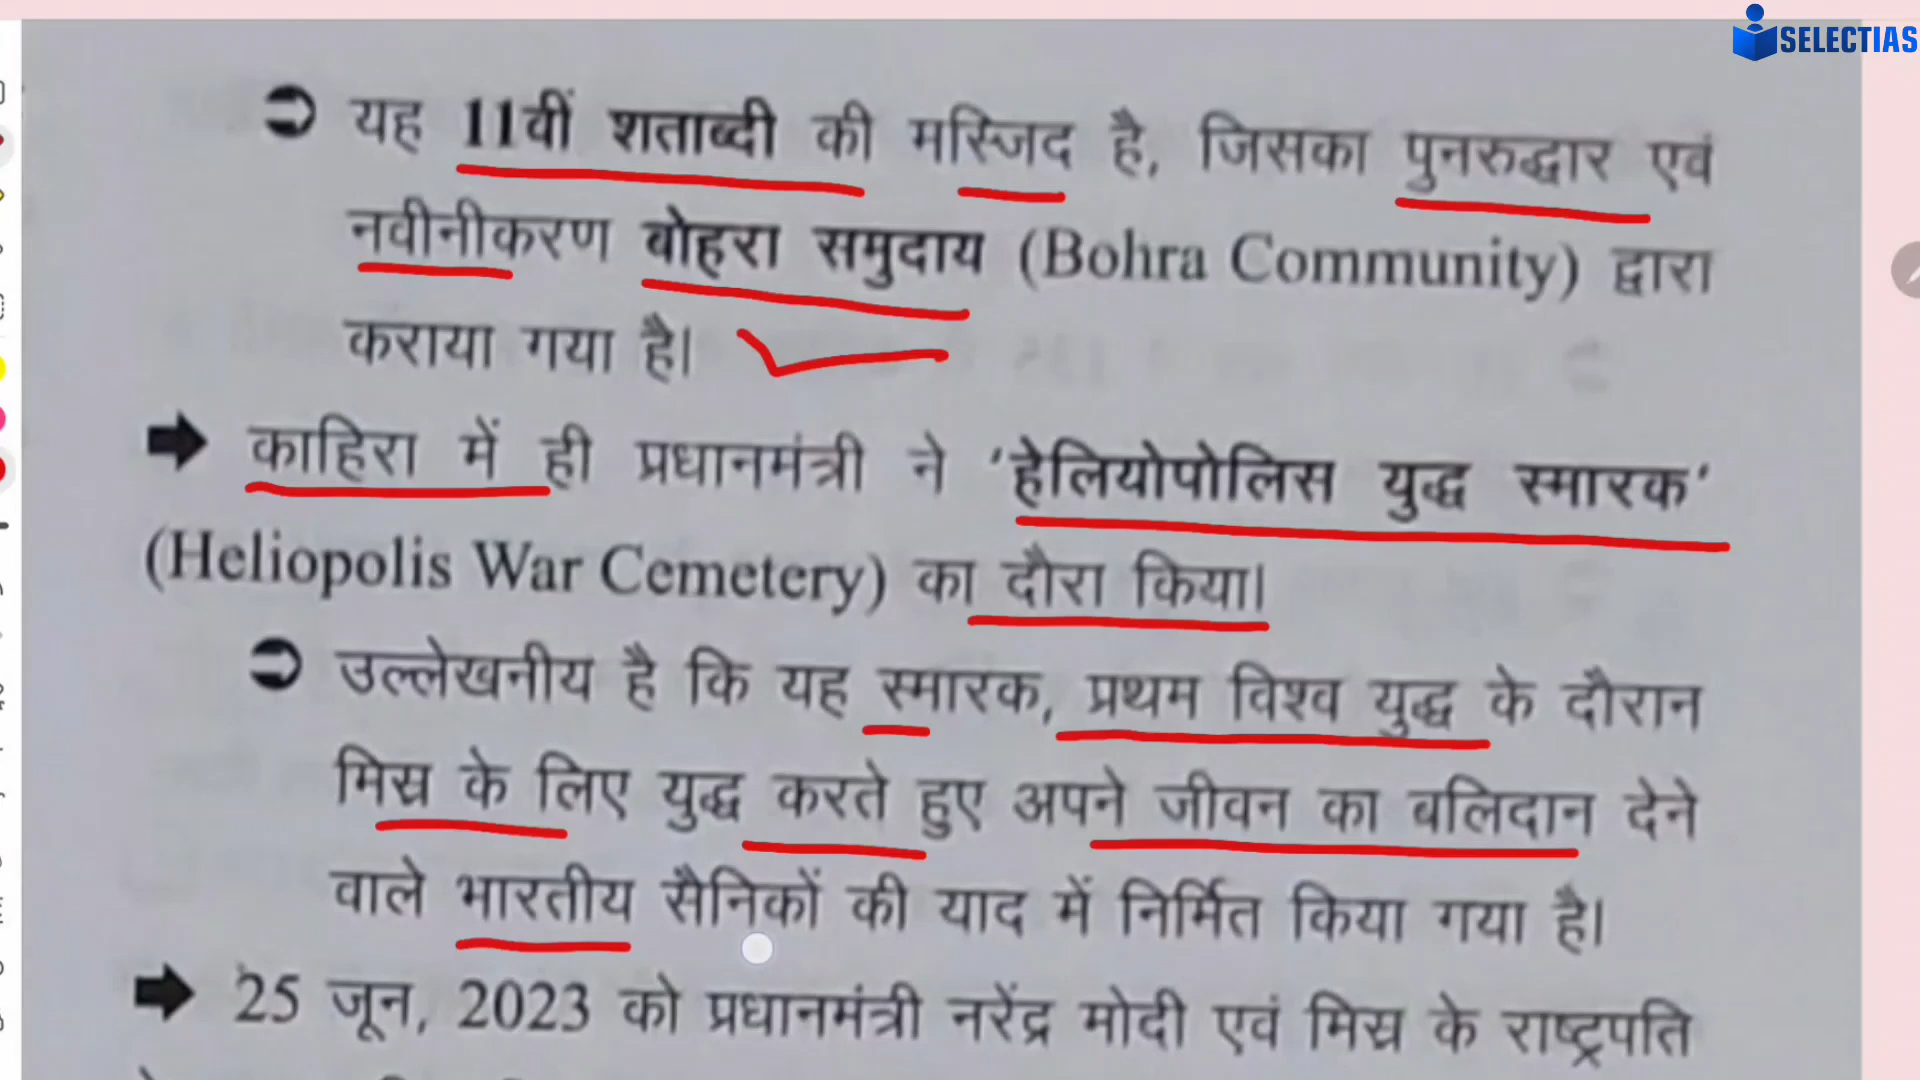 SELECTIAS
यह 11वीं शताब्दी की मस्जिद है, जिसका पुनरुद्धार एवं
नवीनीकरण बोहरा समुदाय (Bohra Community) द्वारा
कराया गया है।
काहिरा में ही प्रधानमंत्री ने 'हेलियोपोलिस युद्ध स्मारक'
(Heliopolis War Cemetery) का दौरा किया।
उल्लेखनीय है कि यह स्मारक, प्रथम विश्व युद्ध के दौरान
मिस्र के लिए युद्ध करते हुए अपने जीवन का बलिदान देने
वाले भारतीय सैनिकों की याद में निर्मित किया गया है।
25 जून, 2023 को प्रधानमंत्री नरेंद्र मोदी एवं मिस्र के राष्ट्रपति